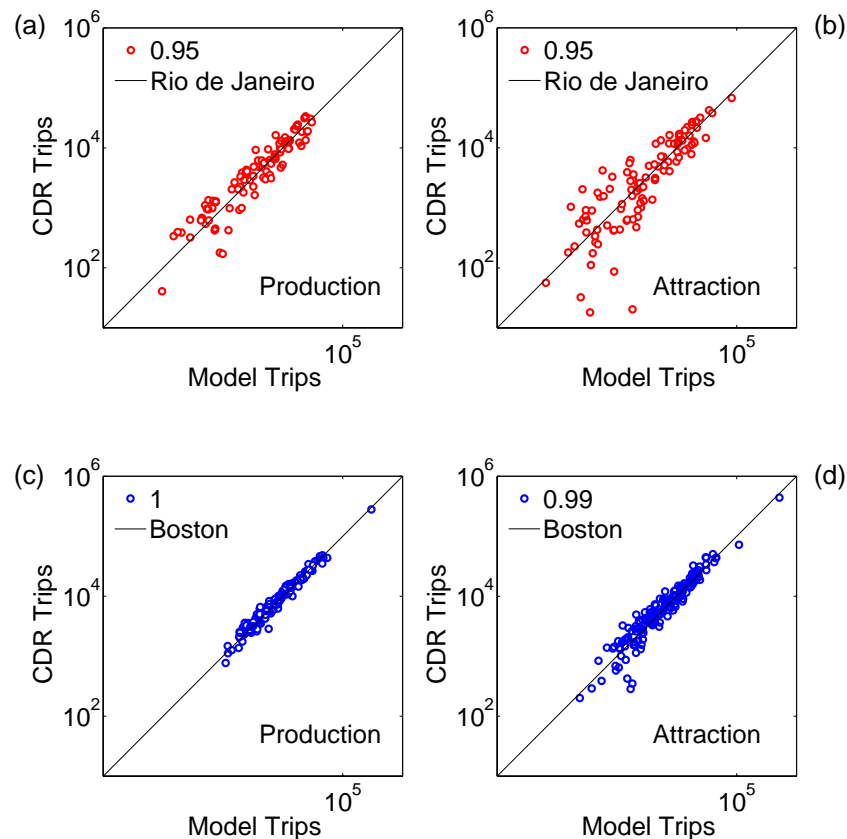 (a)
10^6
0.95
Rio de Janeiro
10^4
CDR Trips
10^2
Production
10^5
Model Trips
(b)
10^6
0.95
Rio de Janeiro
10^4
CDR Trips
10^2
Attraction
10^5
Model Trips
(c)
10^6
1
Boston
10^4
CDR Trips
10^2
Production
10^5
Model Trips
(d)
10^6
0.99
Boston
10^4
CDR Trips
10^2
Attraction
10^5
Model Trips